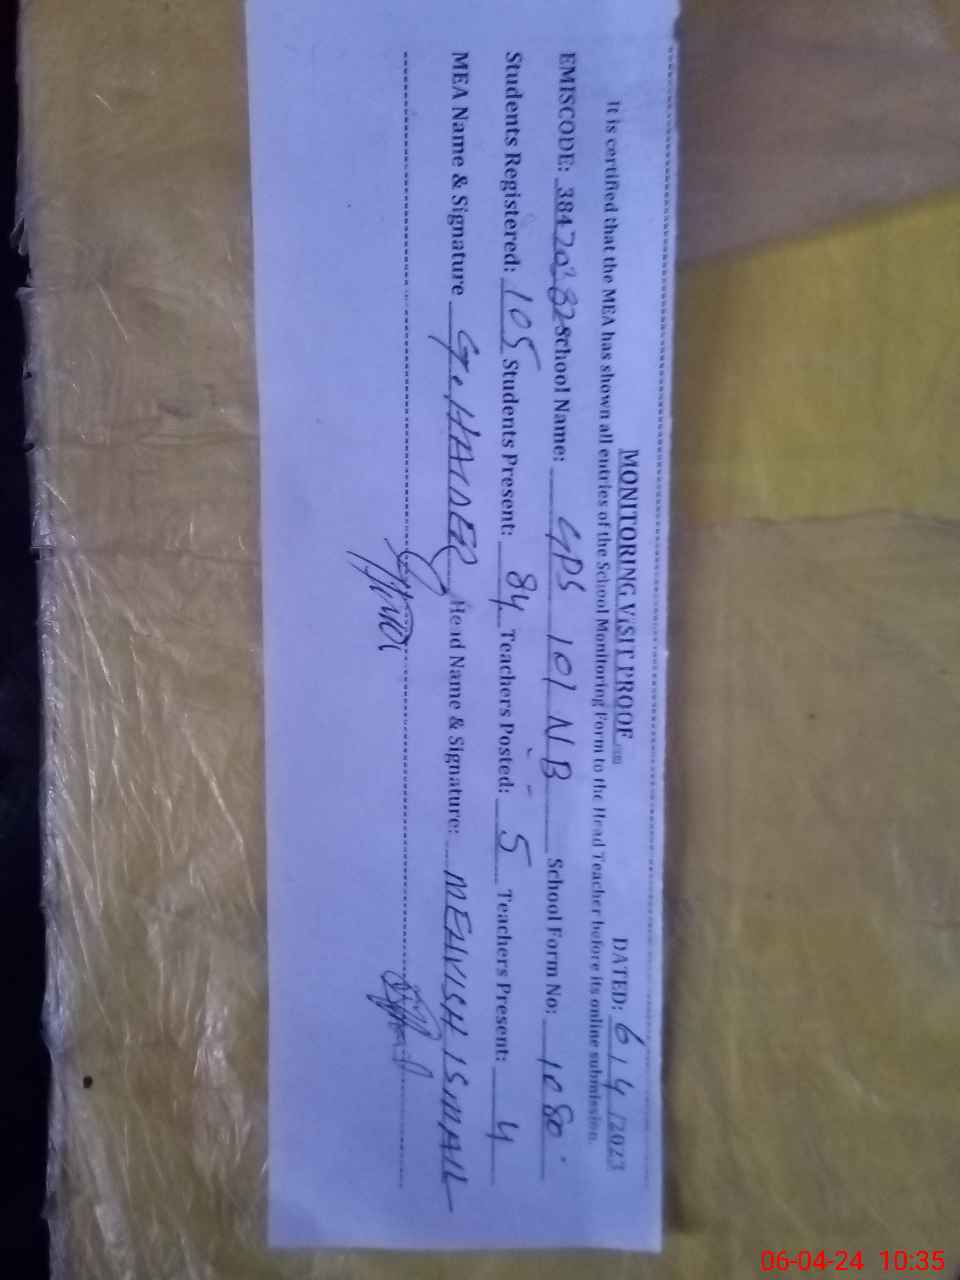 MONITORING VISIT PROOF
DATED: 6/4/2023
It is certified that the MEA has shown all entries of the School Monitoring Form to the Head Teacher before its online submission.
EMISCODE: 38420382 School Name: GPS 101 NB School Form No: 1080
Students Registered: 105 Students Present: 84 Teachers Posted: 5 Teachers Present: 4
MEA Name & Signature G. HAIDER Head Name & Signature: MEHVISH ISMAIL
06-04-24 10:35